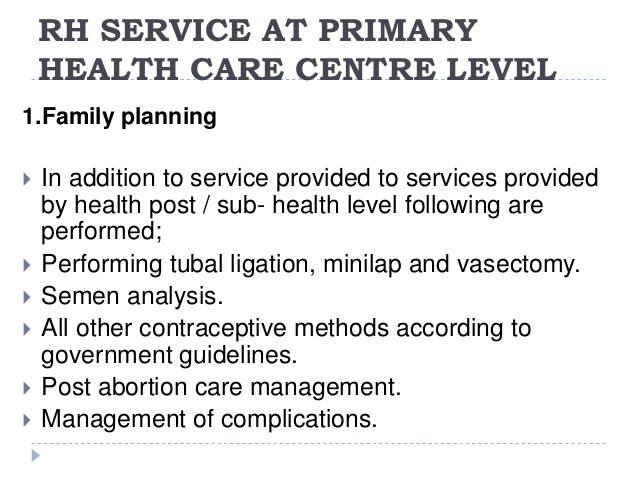 RH SERVICE AT PRIMARY
HEALTH CARE CENTRE LEVEL
1.Family planning
In addition to service provided to services provided
by health post / sub- health level following are
performed;
Performing tubal ligation, minilap and vasectomy.
Semen analysis.
All other contraceptive methods according to
government guidelines.
Post abortion care management.
Management of complications.